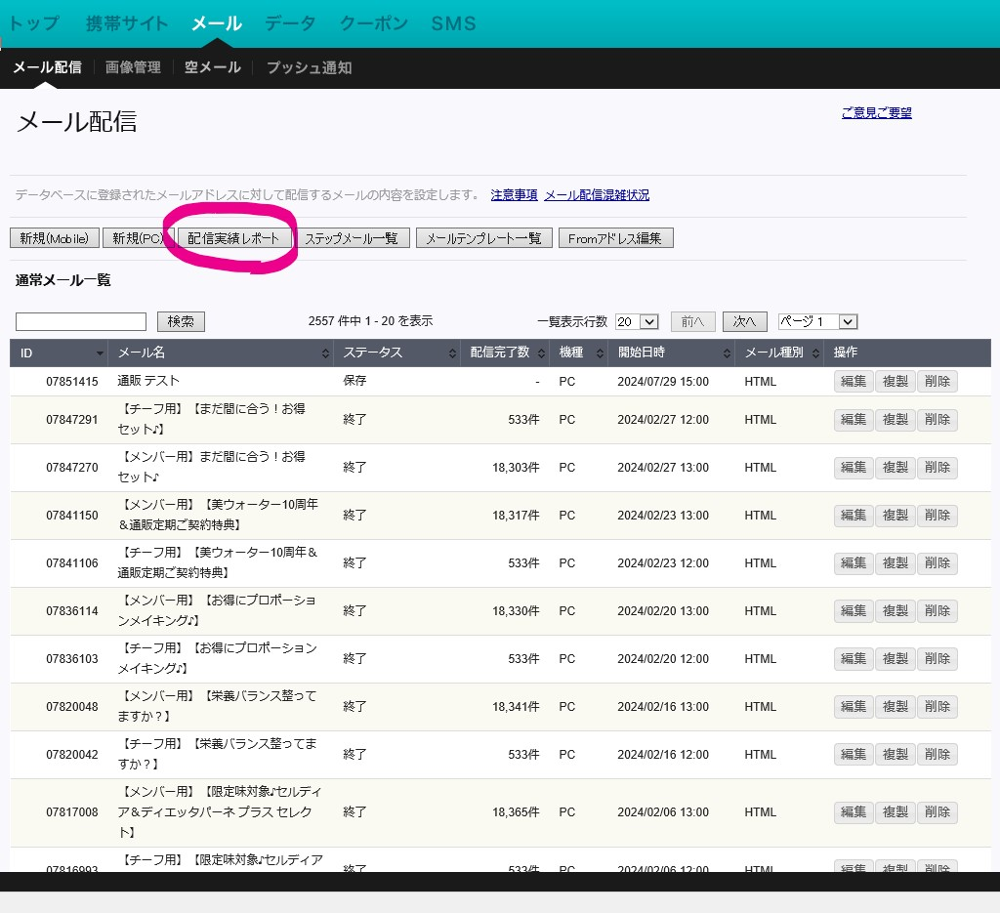 トップ 携帯サイト メール データ クーポン SMS
メール配信 画像管理 空メール プッシュ通知
メール配信
ご意見ご要望
データベースに登録されたメールアドレスに対して配信するメールの内容を設定します。 注意事項 メール配信混雑状況
新規(Mobile) 新規(PC) 配信実績レポート ステップメール一覧 メールテンプレート一覧 Fromアドレス編集
通常メール一覧
検索 2557 件中 1 - 20 を表示 一覧表示行数 20 前へ 次へ ページ 1
ID メール名 ステータス 配信完了数 機種 開始日時 メール種別 操作
07851415 通販 テスト 保存 - PC 2024/07/29 15:00 HTML 編集 複製 削除
【チーフ用】【まだ間に合う！お得
07847291 終了 533件 PC 2024/02/27 12:00 HTML 編集 複製 削除
セット♪】
【メンバー用】まだ間に合う！お得
07847270 終了 18,303件 PC 2024/02/27 13:00 HTML 編集 複製 削除
セット♪
【メンバー用】【美ウォーター10周年
07841150 終了 18,317件 PC 2024/02/23 13:00 HTML 編集 複製 削除
＆通販定期ご契約特典】
【チーフ用】【美ウォーター10周年＆
07841106 終了 533件 PC 2024/02/23 12:00 HTML 編集 複製 削除
通販定期ご契約特典】
【メンバー用】【お得にプロポーショ
07836114 終了 18,330件 PC 2024/02/20 13:00 HTML 編集 複製 削除
ンメイキング♪】
【チーフ用】【お得にプロポーション
07836103 終了 533件 PC 2024/02/20 12:00 HTML 編集 複製 削除
メイキング♪】
【メンバー用】【栄養バランス整って
07820048 終了 18,341件 PC 2024/02/16 13:00 HTML 編集 複製 削除
ますか？】
【チーフ用】【栄養バランス整ってま
07820042 終了 533件 PC 2024/02/16 12:00 HTML 編集 複製 削除
すか？】
【メンバー用】【限定味対象♪セルディ
07817008 ア＆ディエッタパーネ プラス セレク 終了 18,365件 PC 2024/02/06 13:00 HTML 編集 複製 削除
ト】
【チーフ用】【限定味対象♪セルディア
07816993 終了 533件 PC 2024/02/06 12:00 HTML 編集 複製 削除